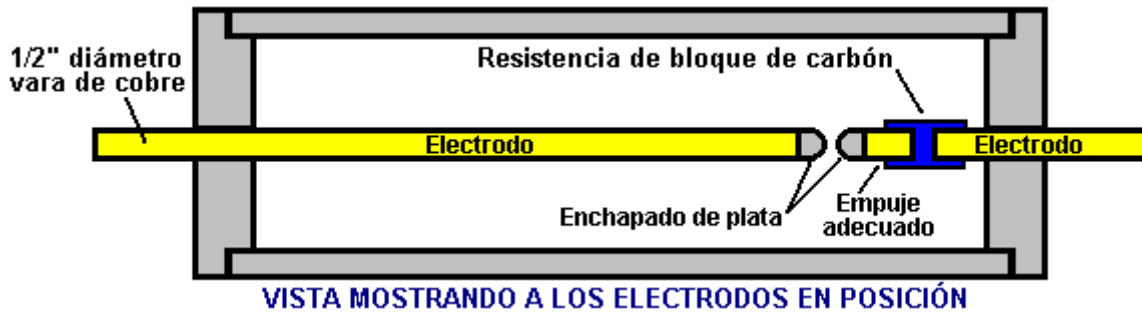 1/2" diámetro
vara de cobre
Resistencia de bloque de carbón
Electrodo
Electrodo
Enchapado de plata
Empuje
adecuado
VISTA MOSTRANDO A LOS ELECTRODOS EN POSICIÓN